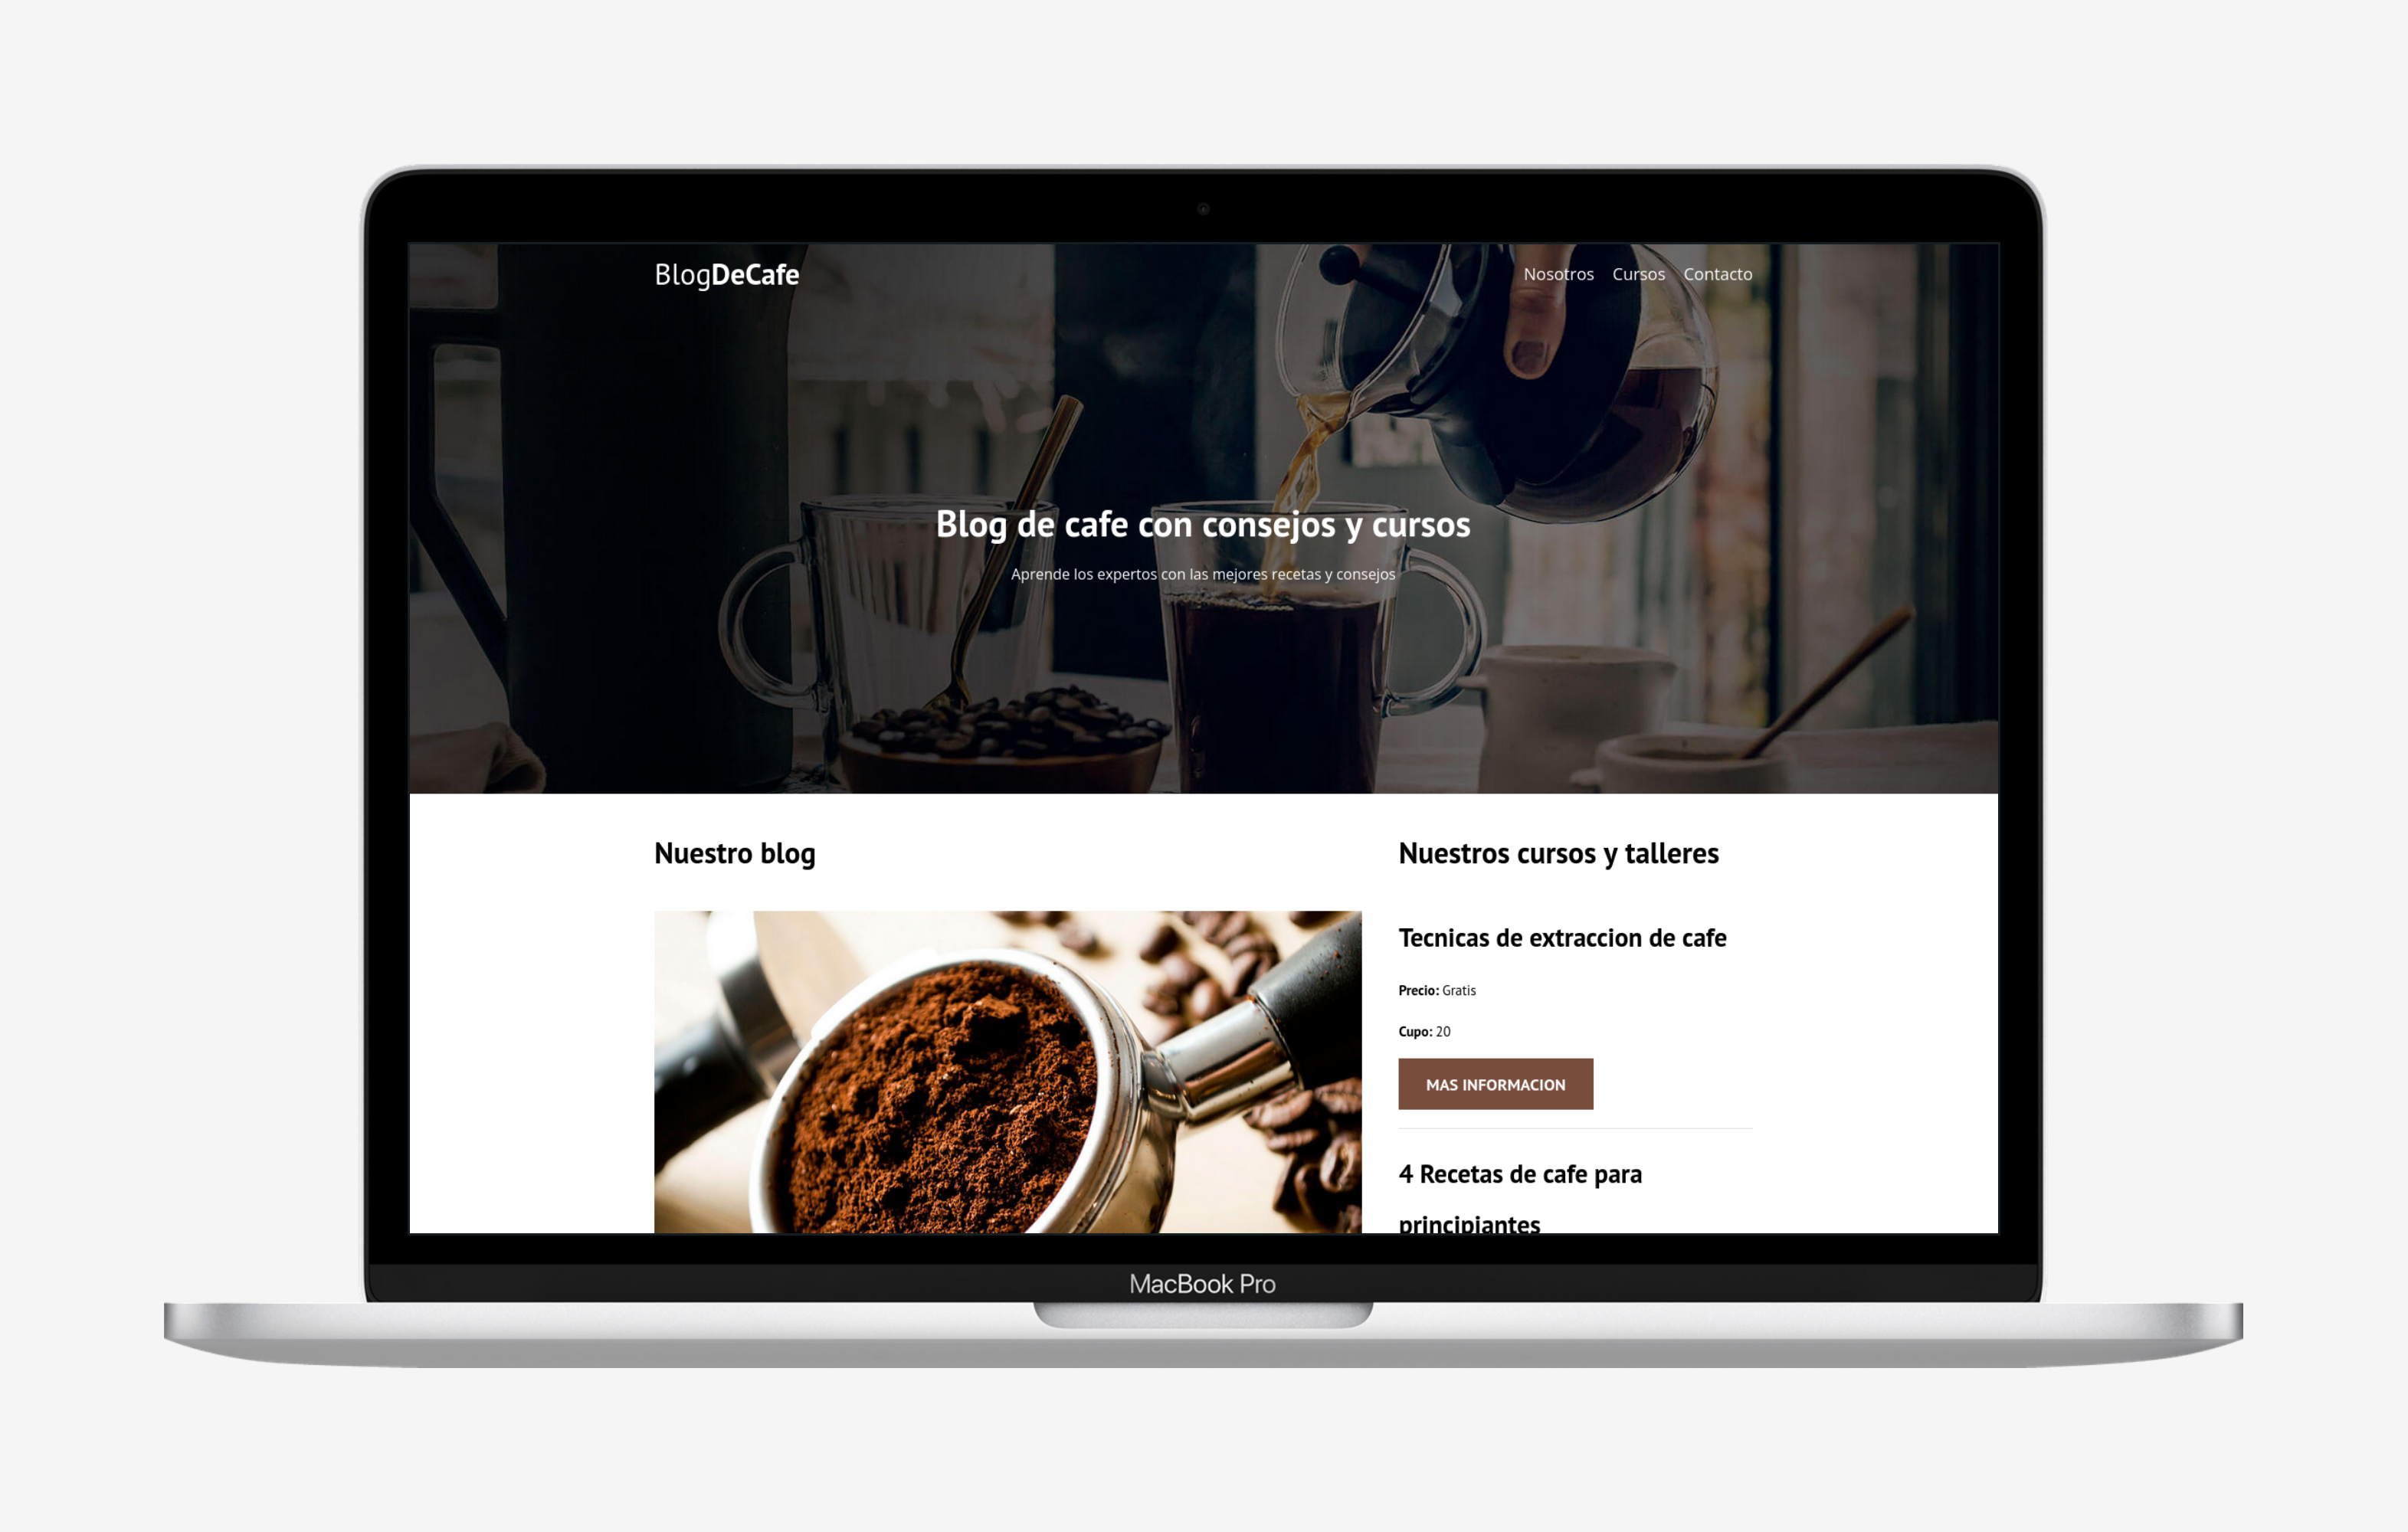 BlogDeCafe
Nosotros Cursos Contacto
Blog de cafe con consejos y cursos
Aprende los expertos con las mejores recetas y consejos
Nuestro blog
Nuestros cursos y talleres
Tecnicas de extraccion de cafe
Precio: Gratis
Cupo: 20
MAS INFORMACION
4 Recetas de cafe para
principiantes
MacBook Pro